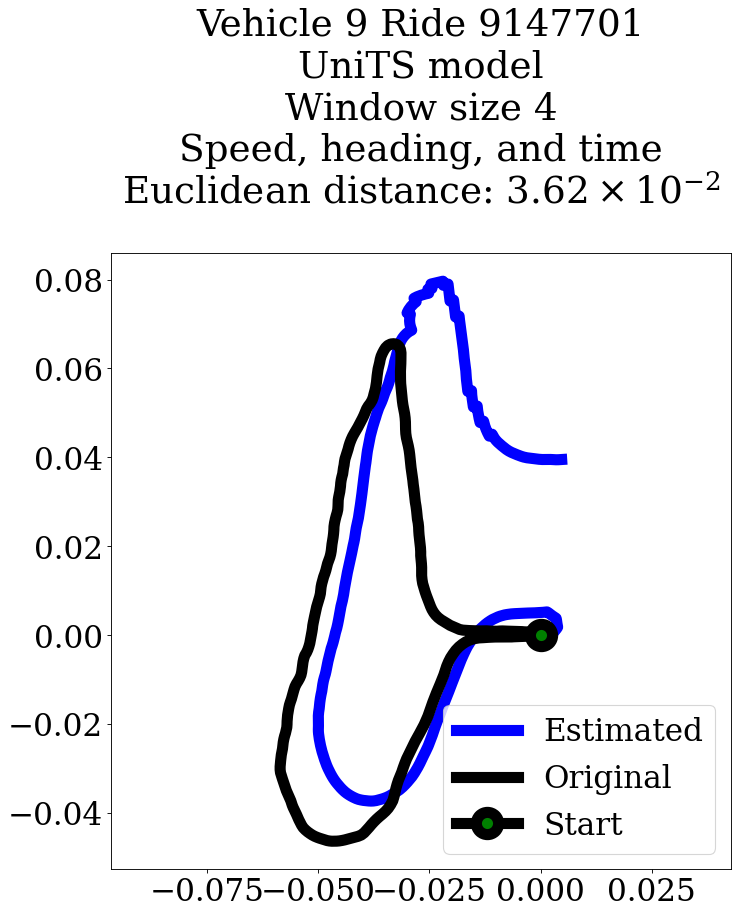 Vehicle 9 Ride 9147701
UniTS model
Window size 4
Speed, heading, and time
Euclidean distance: 3.62 × 10⁻²
0.08
0.06
0.04
0.02
0.00
−0.02
−0.04
Estimated
Original
Start
−0.075 −0.050 −0.025 0.000 0.025